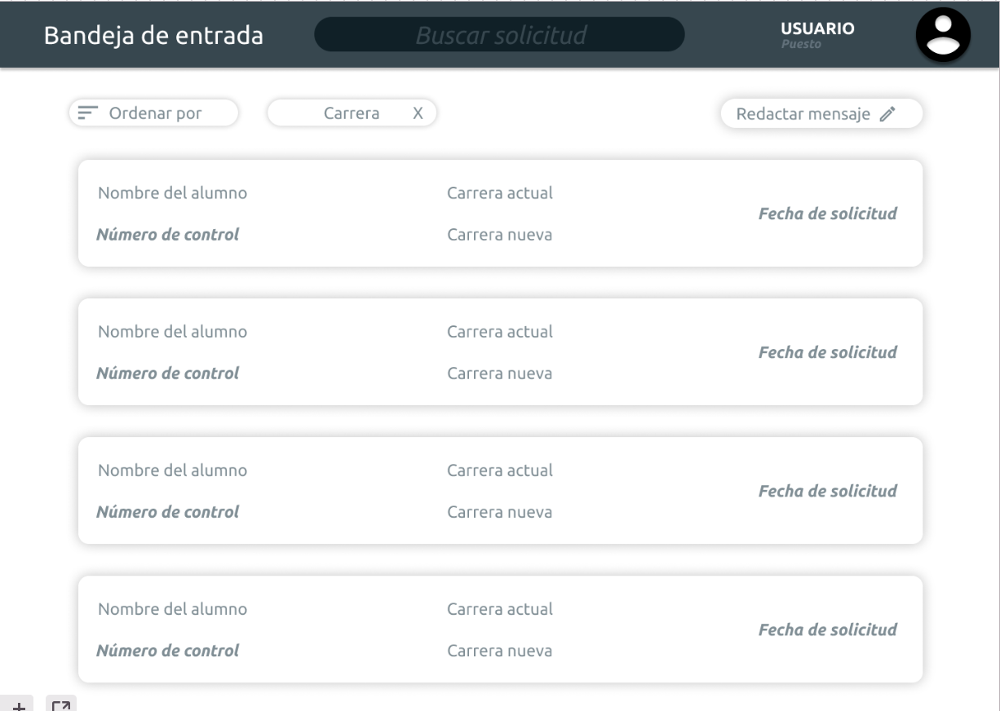 Bandeja de entrada
Buscar solicitud
USUARIO
Puesto
Ordenar por
Carrera X
Redactar mensaje
Nombre del alumno
Carrera actual
Fecha de solicitud
Número de control
Carrera nueva
Nombre del alumno
Carrera actual
Fecha de solicitud
Número de control
Carrera nueva
Nombre del alumno
Carrera actual
Fecha de solicitud
Número de control
Carrera nueva
Nombre del alumno
Carrera actual
Fecha de solicitud
Número de control
Carrera nueva